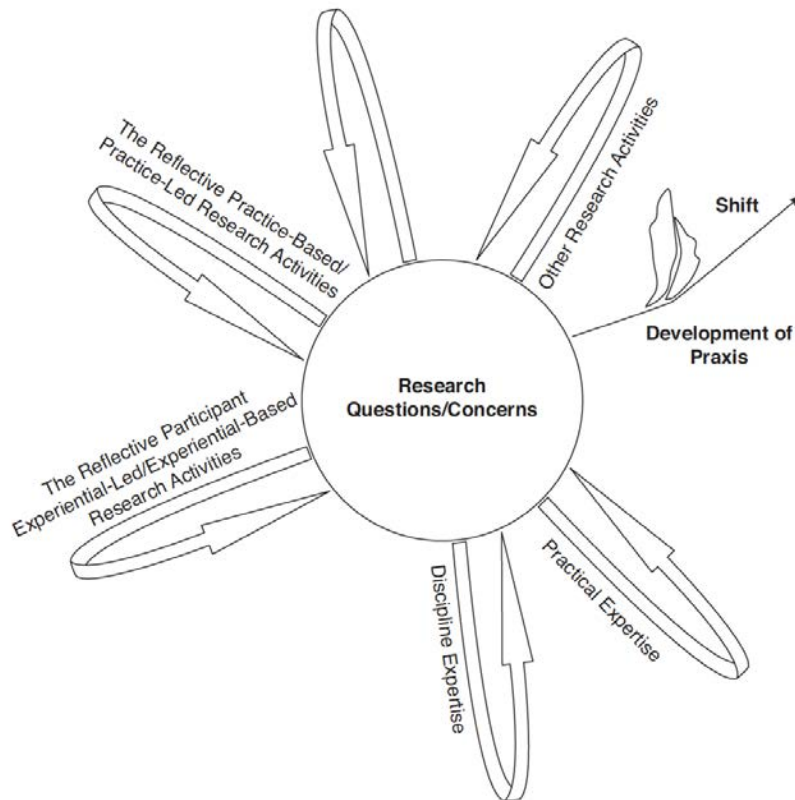 The Reflective Practice-Based/
Practice-Led Research Activities
Other Research Activities
Shift
Development of
Praxis
Research
Questions/Concerns
The Reflective Participant
Experiential-Led/Experiential-Based
Research Activities
Discipline Expertise
Practical Expertise